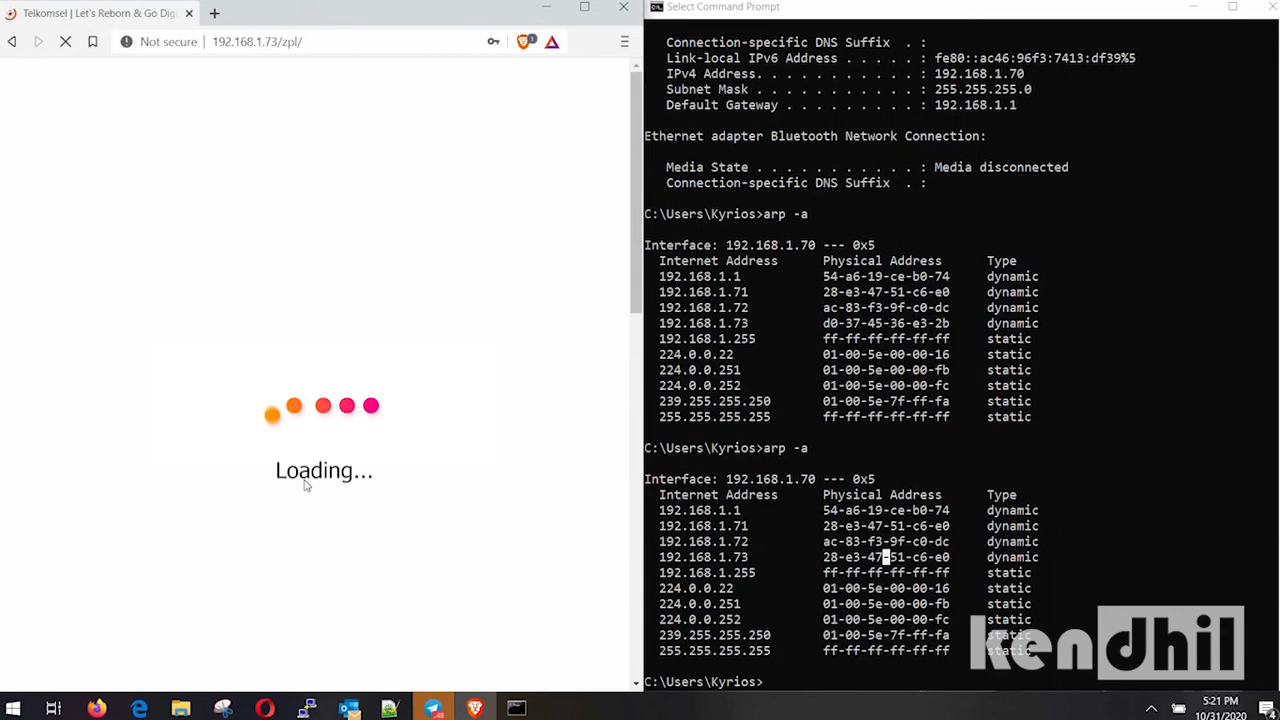 Telkomsel | Let's Reborn & Go Digi
Not secure
192.168.1.73/zpl/
1
Loading...
Select Command Prompt
Connection-specific DNS Suffix . :
Link-local IPv6 Address . . . . . : fe80::ac46:96f3:7413:df39%5
IPv4 Address. . . . . . . . . . . : 192.168.1.70
Subnet Mask . . . . . . . . . . . : 255.255.255.0
Default Gateway . . . . . . . . . : 192.168.1.1
Ethernet adapter Bluetooth Network Connection:
Media State . . . . . . . . . . . : Media disconnected
Connection-specific DNS Suffix . :
C:\Users\Kyrios>arp -a
Interface: 192.168.1.70 --- 0x5
Internet Address Physical Address Type
192.168.1.1 54-a6-19-ce-b0-74 dynamic
192.168.1.71 28-e3-47-51-c6-e0 dynamic
192.168.1.72 ac-83-f3-9f-c0-dc dynamic
192.168.1.73 d0-37-45-36-e3-2b dynamic
192.168.1.255 ff-ff-ff-ff-ff-ff static
224.0.0.22 01-00-5e-00-00-16 static
224.0.0.251 01-00-5e-00-00-fb static
224.0.0.252 01-00-5e-00-00-fc static
239.255.255.250 01-00-5e-7f-ff-fa static
255.255.255.255 ff-ff-ff-ff-ff-ff static
C:\Users\Kyrios>arp -a
Interface: 192.168.1.70 --- 0x5
Internet Address Physical Address Type
192.168.1.1 54-a6-19-ce-b0-74 dynamic
192.168.1.71 28-e3-47-51-c6-e0 dynamic
192.168.1.72 ac-83-f3-9f-c0-dc dynamic
192.168.1.73 28-e3-47-51-c6-e0 dynamic
192.168.1.255 ff-ff-ff-ff-ff-ff static
224.0.0.22 01-00-5e-00-00-16 static
224.0.0.251 01-00-5e-00-00-fb static
224.0.0.252 01-00-5e-00-00-fc static
239.255.255.250 01-00-5e-7f-ff-fa static
255.255.255.255 ff-ff-ff-ff-ff-ff static
C:\Users\Kyrios>
kendhil
5:21 PM
10/31/2020